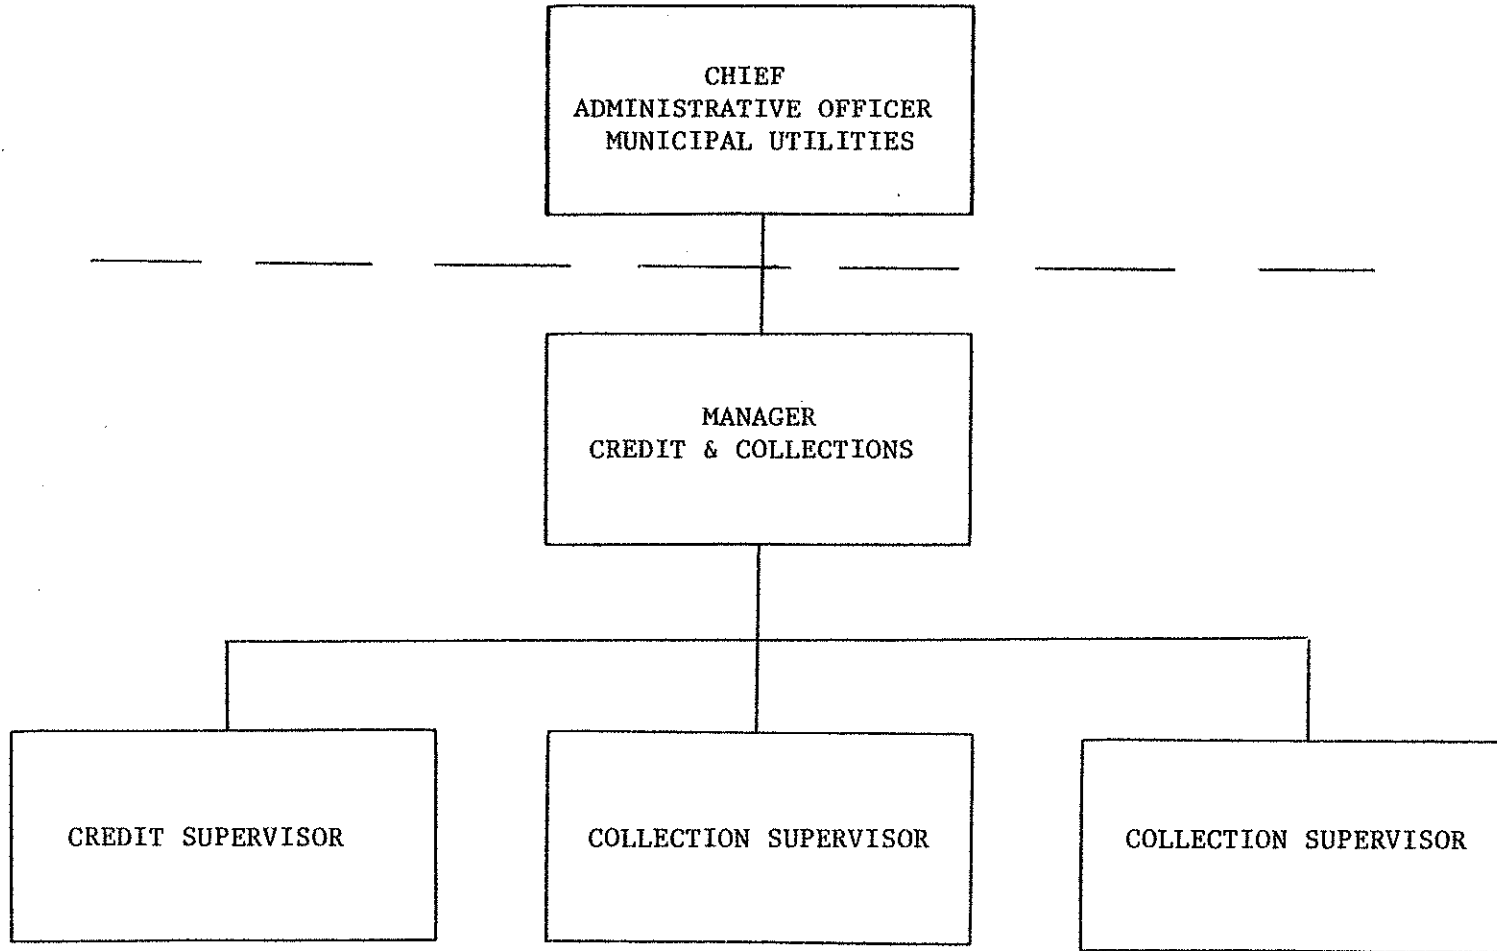 CHIEF
ADMINISTRATIVE OFFICER
MUNICIPAL UTILITIES
MANAGER
CREDIT & COLLECTIONS
CREDIT SUPERVISOR
COLLECTION SUPERVISOR
COLLECTION SUPERVISOR